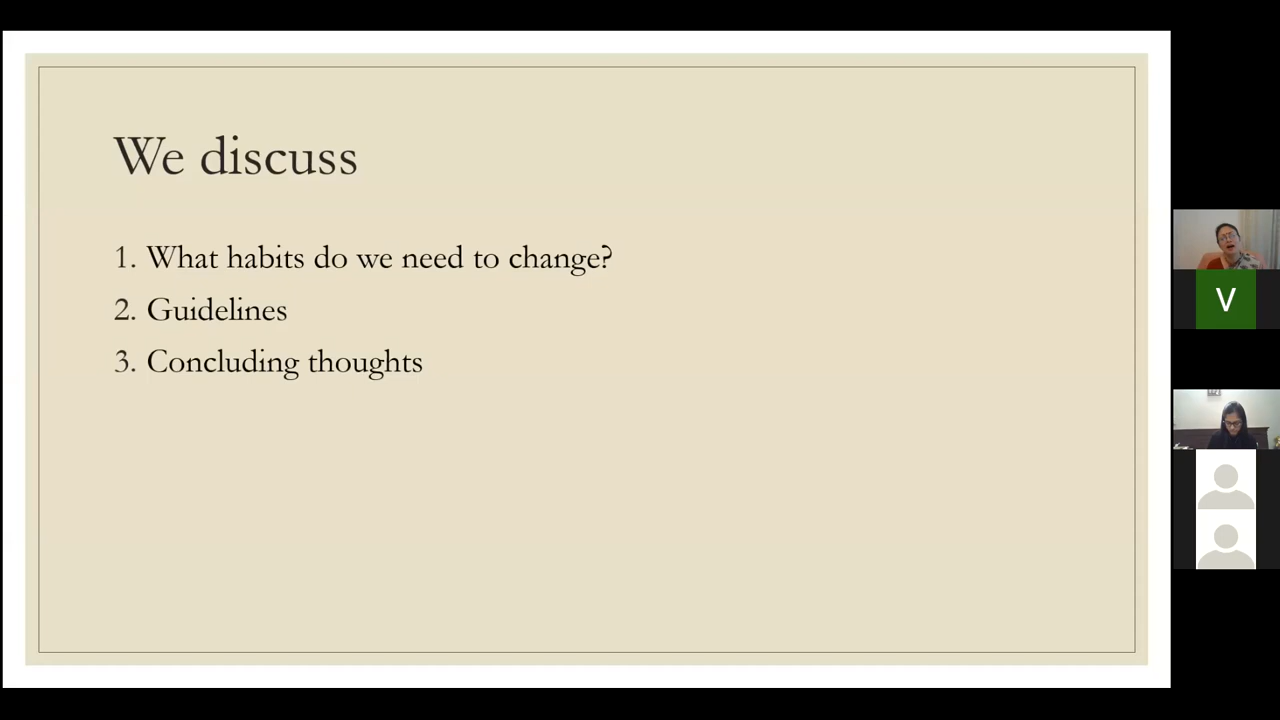 We discuss
1. What habits do we need to change?
2. Guidelines
3. Concluding thoughts
V